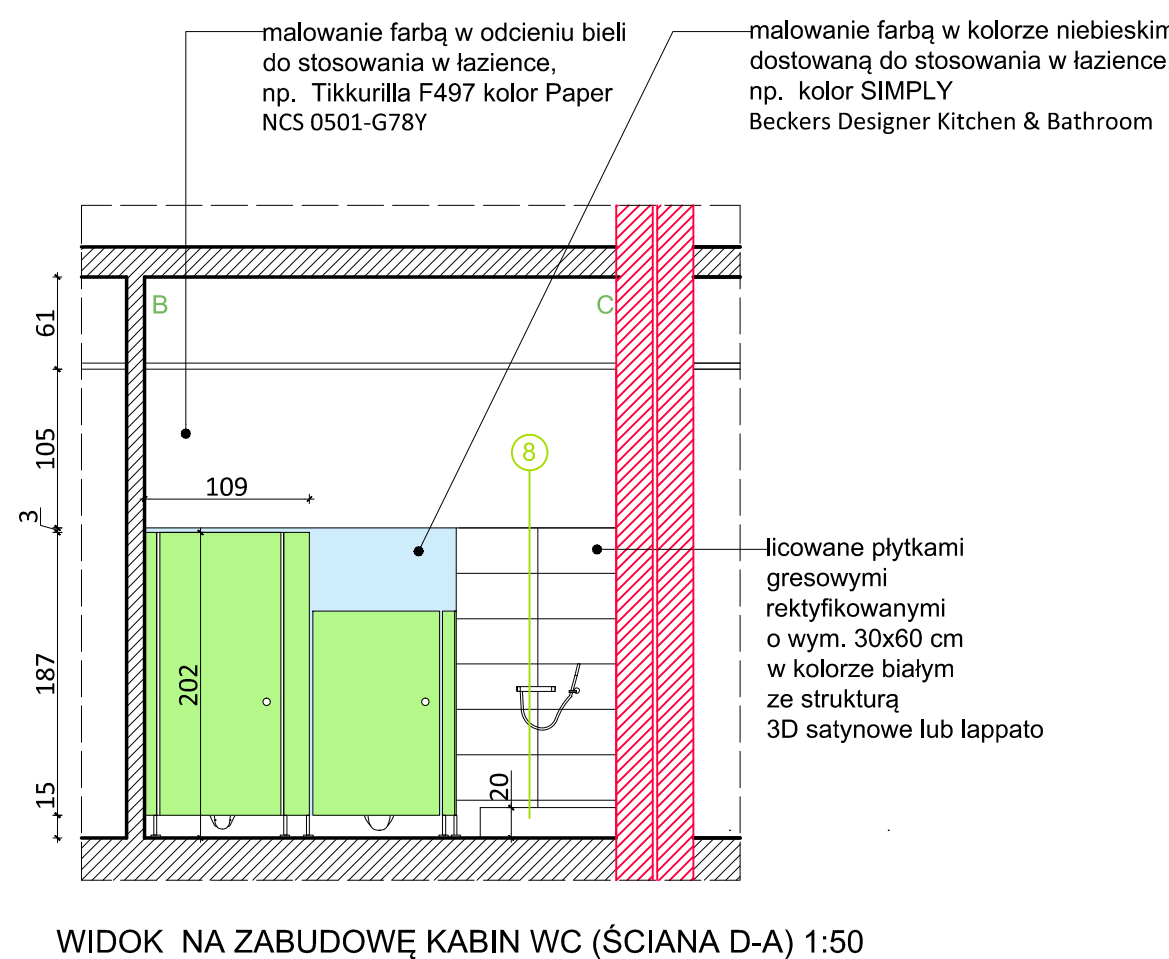 malowanie farbą w odcieniu bieli
do stosowania w łazience,
np. Tikkurilla F497 kolor Paper
NCS 0501-G78Y
malowanie farbą w kolorze niebieskim
dostowaną do stosowania w łazience
np. kolor SIMPLY
Beckers Designer Kitchen & Bathroom
B
C
61
105
8
109
3
licowane płytkami
gresowymi
rektyfikowanymi
o wym. 30x60 cm
w kolorze białym
ze strukturą
3D satynowe lub lappato
187
202
15
20
WIDOK NA ZABUDOWĘ KABIN WC (ŚCIANA D-A) 1:50